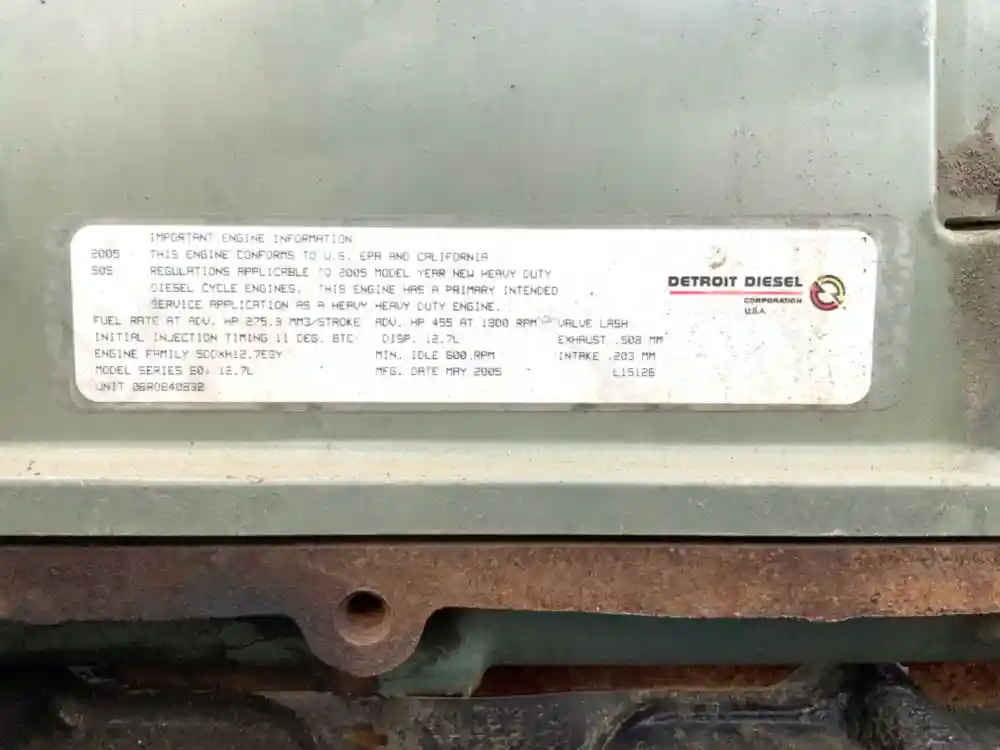 IMPORTANT ENGINE INFORMATION
2005 THIS ENGINE CONFORMS TO U.S. EPA AND CALIFORNIA
50S REGULATIONS APPLICABLE TO 2005 MODEL YEAR NEW HEAVY DUTY
DIESEL CYCLE ENGINES. THIS ENGINE HAS A PRIMARY INTENDED
SERVICE APPLICATION AS A HEAVY HEAVY DUTY ENGINE.
FUEL RATE AT ADV. HP 275.9 MM3/STROKE ADV. HP 455 AT 1800 RPM VALVE LASH
INITIAL INJECTION TIMING 11 DEG. BTC DISP. 12.7L EXHAUST .508 MM
ENGINE FAMILY 5DDXH12.7EGY MIN. IDLE 600 RPM INTAKE .203 MM
MODEL SERIES 60, 12.7L MFG. DATE MAY 2005 L15126
UNIT 06R0840832
DETROIT DIESEL
CORPORATION
U.S.A.